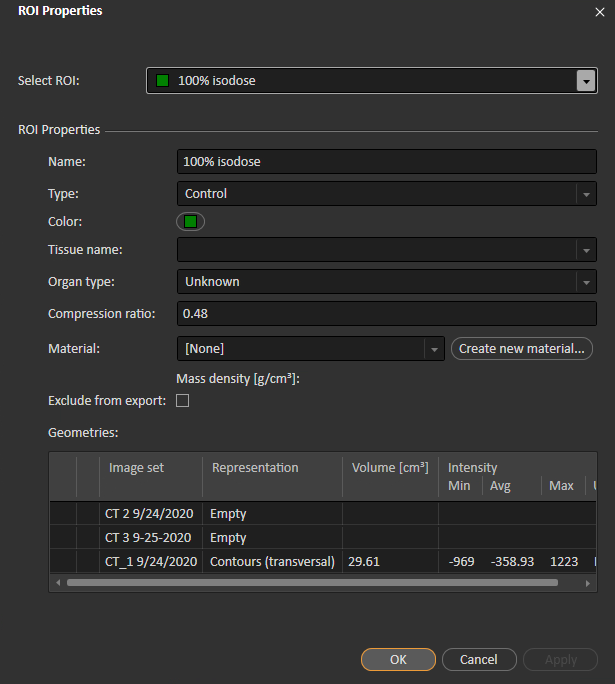 ROI Properties
Select ROI: 100% isodose
ROI Properties
Name: 100% isodose
Type: Control
Color:
Tissue name:
Organ type: Unknown
Compression ratio: 0.48
Material: [None] Create new material...
Mass density [g/cm³]:
Exclude from export:
Geometries:
Image set Representation Volume [cm³] Intensity
Min Avg Max
CT 2 9/24/2020 Empty
CT 3 9-25-2020 Empty
CT_1 9/24/2020 Contours (transversal) 29.61 -969 -358.93 1223
OK Cancel Apply